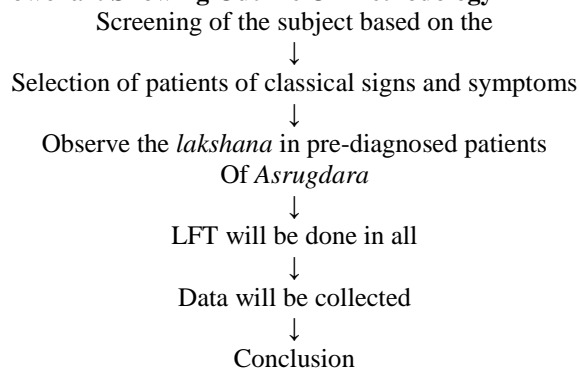 Screening of the subject based on the
↓
Selection of patients of classical signs and symptoms
↓
Observe the lakshana in pre-diagnosed patients
Of Asrugdara
↓
LFT will be done in all
↓
Data will be collected
↓
Conclusion